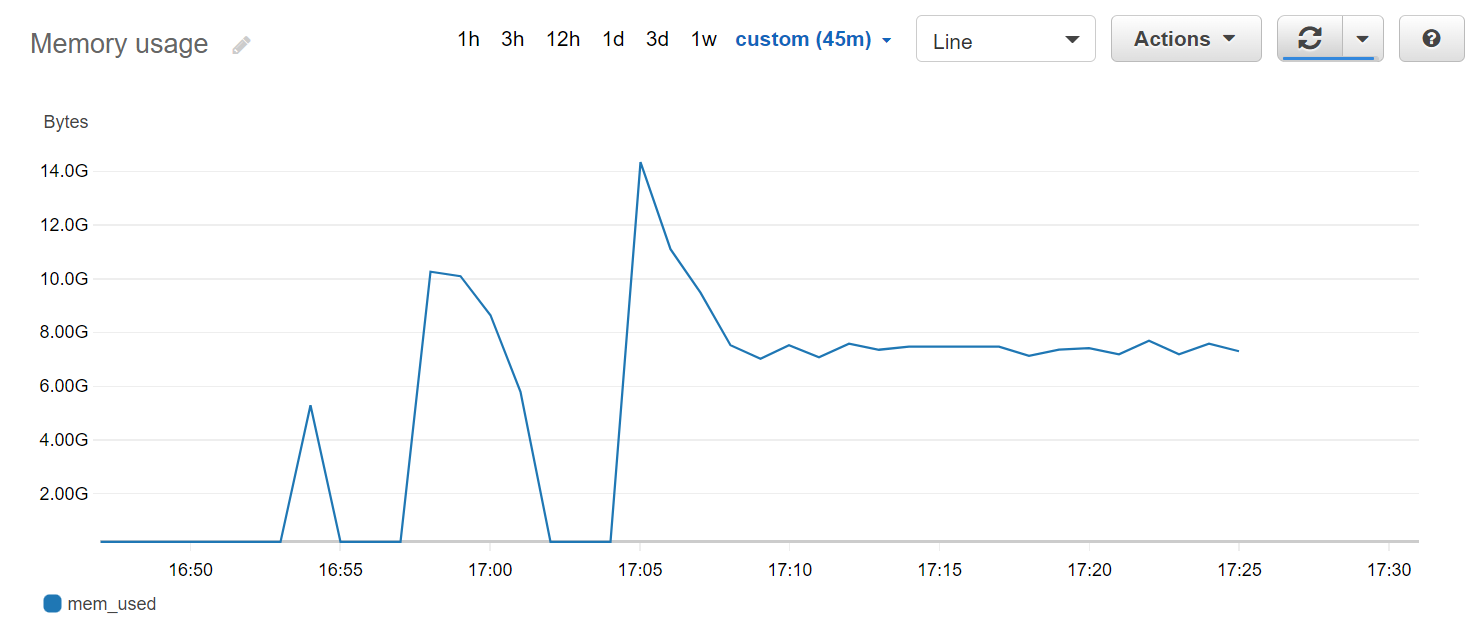 Memory usage 1h 3h 12h 1d 3d 1w custom (45m) Line Actions ?
Bytes
14.0G
12.0G
10.0G
8.00G
6.00G
4.00G
2.00G
16:50 16:55 17:00 17:05 17:10 17:15 17:20 17:25 17:30
mem_used